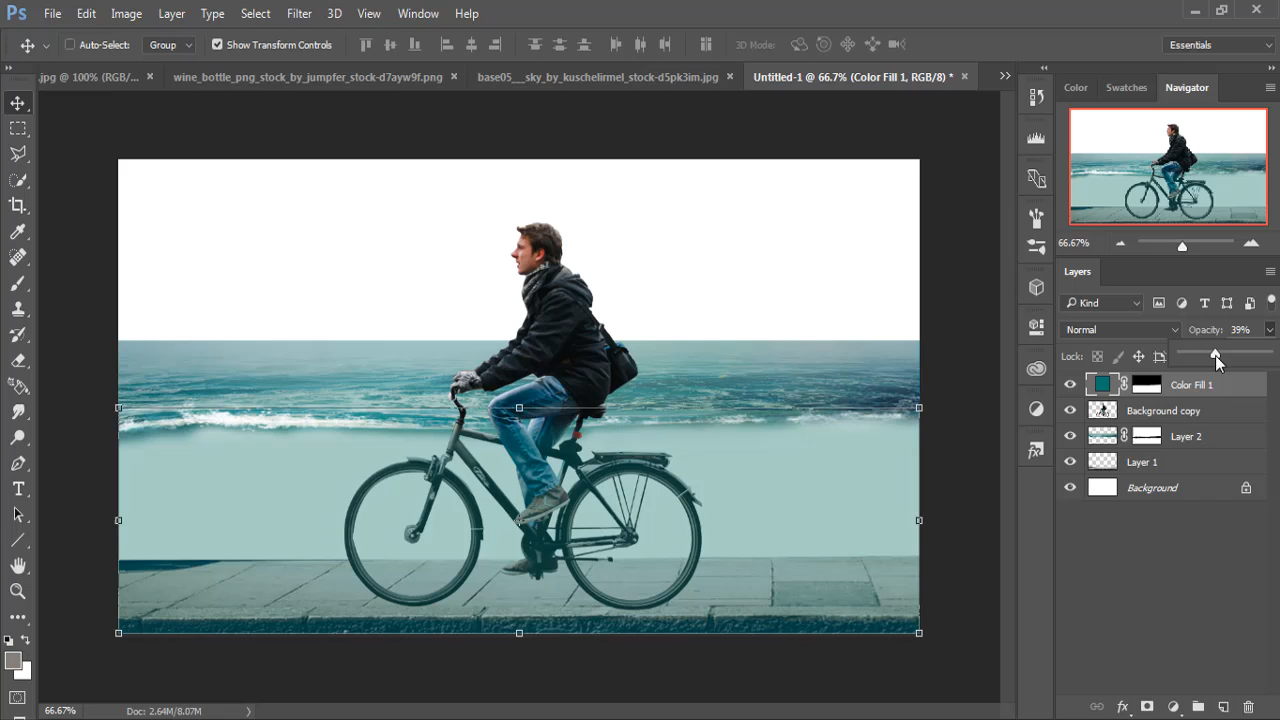 Ps File Edit Image Layer Type Select Filter 3D View Window Help
Auto-Select: Group Show Transform Controls 3D Mode: Essentials
.jpg @ 100% (RGB/... × wine_bottle_png_stock_by_jumpfer_stock-d7ayw9f.png × base05__sky_by_kuschelirmel_stock-d5pk3im.jpg × Untitled-1 @ 66.7% (Color Fill 1, RGB/8) * ×
Color Swatches Navigator
66.67%
Layers
Kind
Normal Opacity: 39%
Lock:
Color Fill 1
Background copy
Layer 2
Layer 1
Background
66.67% Doc: 2.64M/8.07M